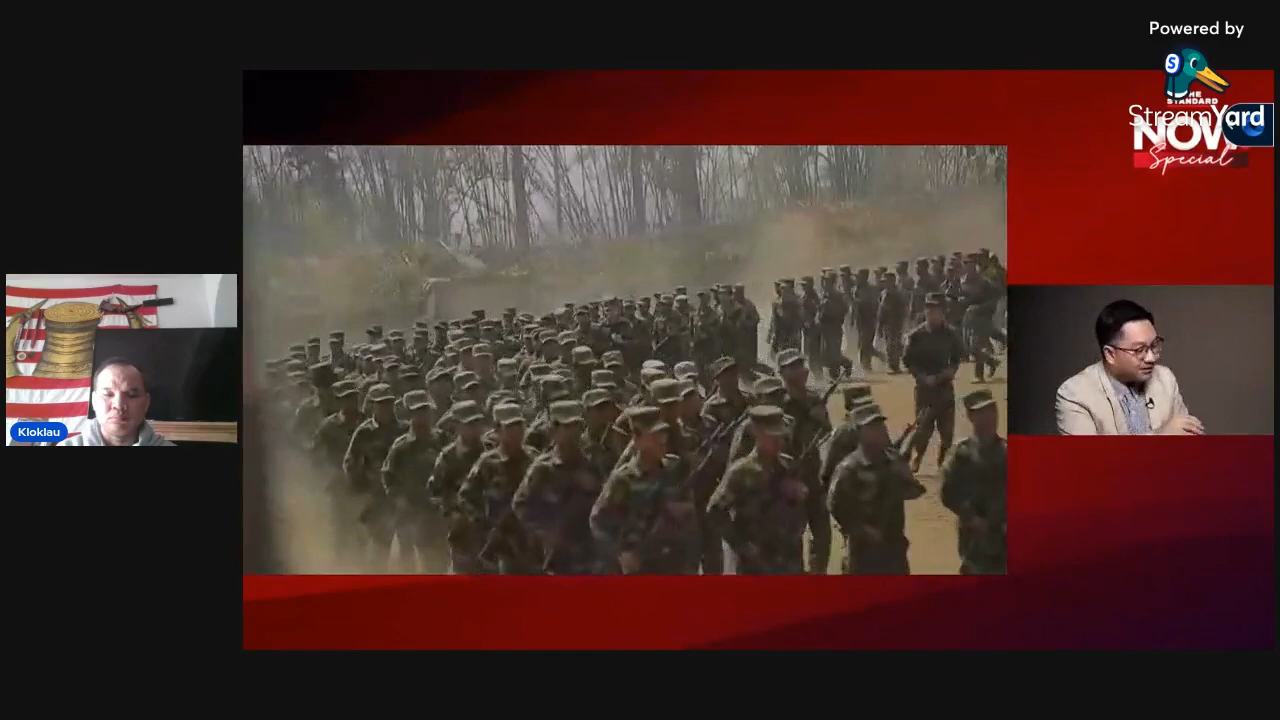 Powered by
S
THE
STANDARD
StreamYard
NOW
Special
Kloklau